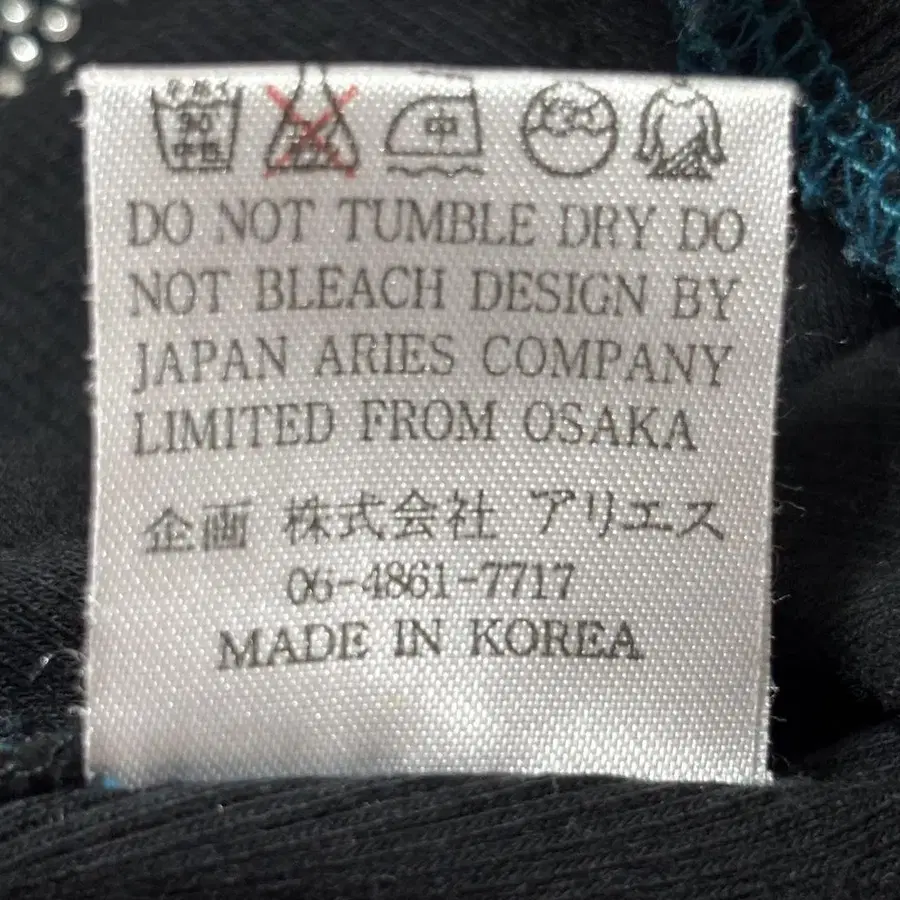 中
DO NOT TUMBLE DRY DO
NOT BLEACH DESIGN BY
JAPAN ARIES COMPANY
LIMITED FROM OSAKA
企画 株式会社 アリエス
06-4861-7717
MADE IN KOREA